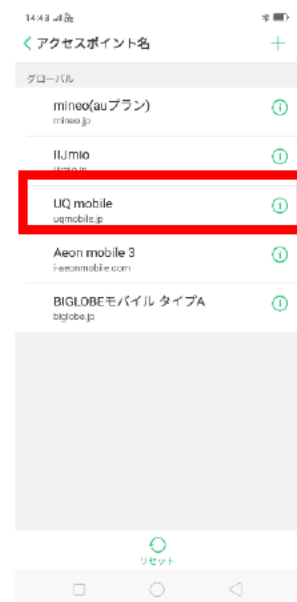 14:43
アクセスポイント名
グローバル
mineo(auプラン)
mineo.jp
IIJmio
iijmio.jp
UQ mobile
uqmobile.jp
Aeon mobile 3
i-aeonmobile.com
BIGLOBEモバイル タイプA
biglobe.jp
リセット